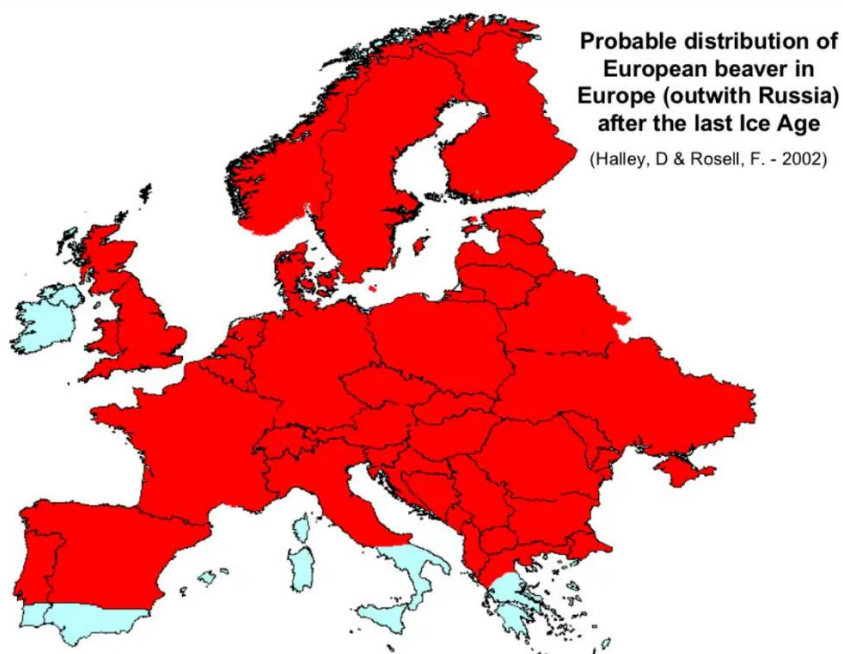 Probable distribution of
European beaver in
Europe (outwith Russia)
after the last Ice Age
(Halley, D & Rosell, F. - 2002)